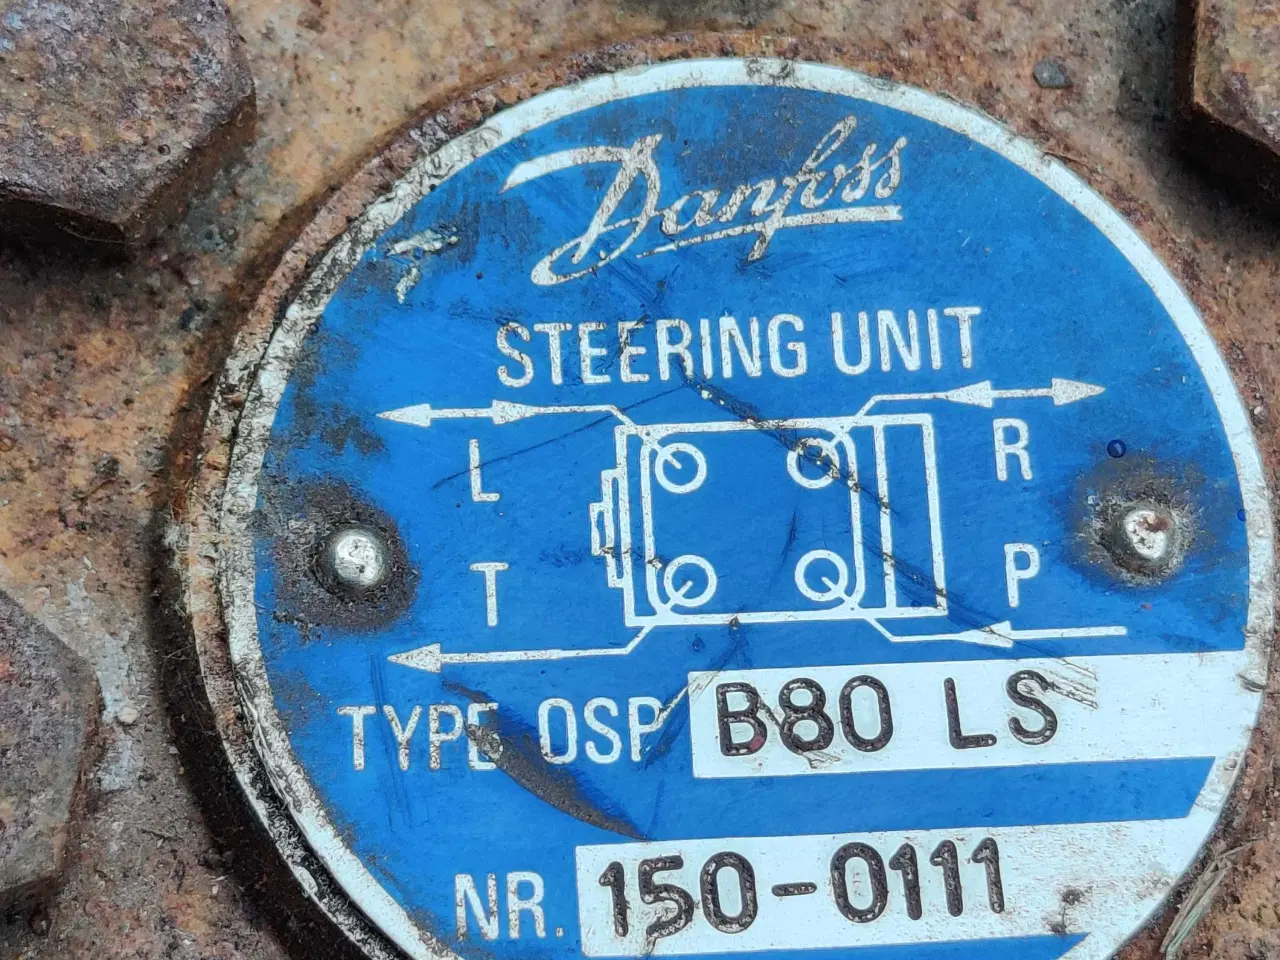 Danfoss
STEERING UNIT
L R
T P
TYPE OSP B80 LS
NR. 150-0111